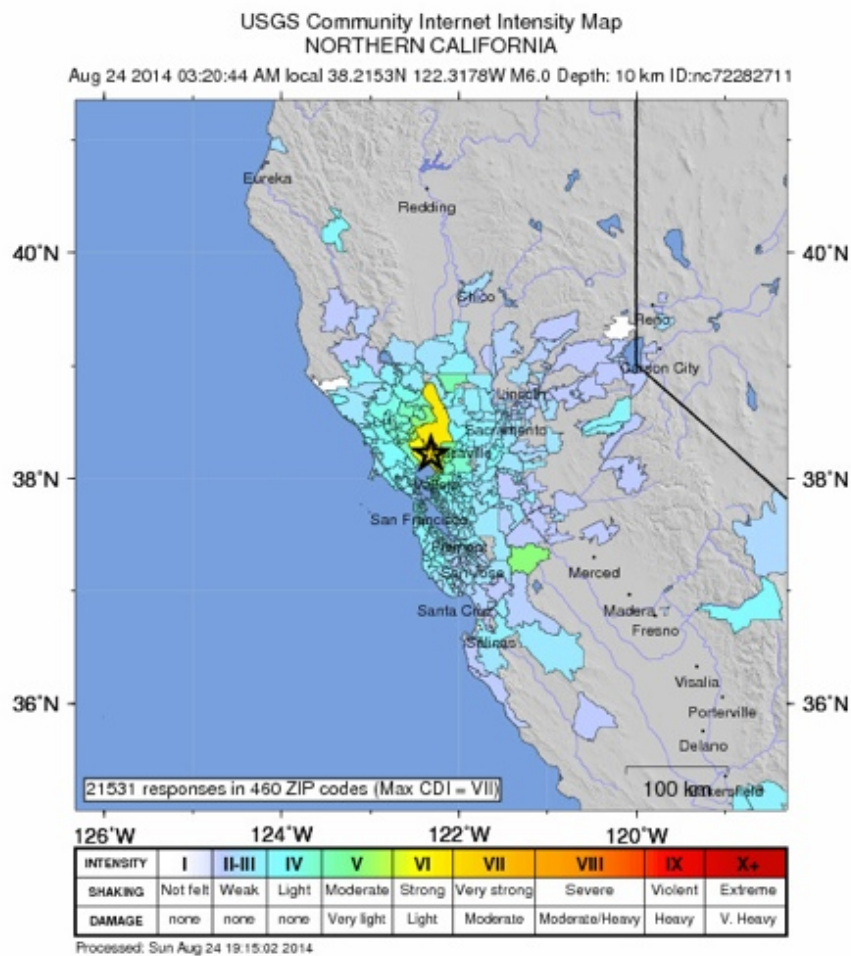 USGS Community Internet Intensity Map
NORTHERN CALIFORNIA
Aug 24 2014 03:20:44 AM local 38.2153N 122.3178W M6.0 Depth: 10 km ID:nc72282711
Eureka
Redding
40°N 40°N
Chico
Reno
Carson City
Lincoln
Sacramento
38°N 38°N
San Francisco
Fremont
San Jose
Merced
Santa Cruz
Madera
Fresno
Salinas
Visalia
36°N 36°N
Porterville
Delano
21531 responses in 460 ZIP codes (Max CDI = VII)
100 km
126°W 124°W 122°W 120°W
INTENSITY I II-III IV V VI VII VIII IX X+
SHAKING Not felt Weak Light Moderate Strong Very strong Severe Violent Extreme
DAMAGE none none none Very light Light Moderate Moderate/Heavy Heavy V. Heavy
Processed: Sun Aug 24 19:15:02 2014